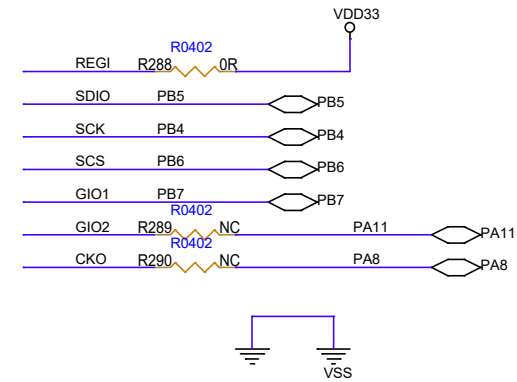 VDD33
R0402
REGI R288 0R
SDIO PB5 PB5
SCK PB4 PB4
SCS PB6 PB6
GIO1 PB7 PB7
R0402
GIO2 R289 NC PA11 PA11
R0402
CKO R290 NC PA8 PA8
VSS